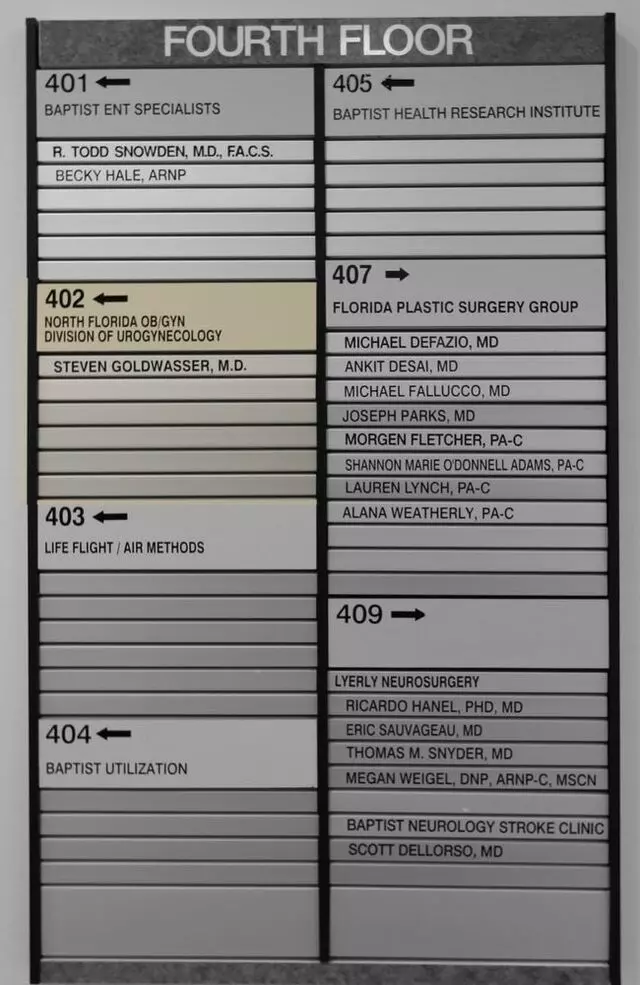 FOURTH FLOOR
401 ←
BAPTIST ENT SPECIALISTS
R. TODD SNOWDEN, M.D., F.A.C.S.
BECKY HALE, ARNP
402 ←
NORTH FLORIDA OB/GYN
DIVISION OF UROGYNECOLOGY
STEVEN GOLDWASSER, M.D.
403 ←
LIFE FLIGHT / AIR METHODS
404 ←
BAPTIST UTILIZATION
405 ←
BAPTIST HEALTH RESEARCH INSTITUTE
407 →
FLORIDA PLASTIC SURGERY GROUP
MICHAEL DEFAZIO, MD
ANKIT DESAI, MD
MICHAEL FALLUCCO, MD
JOSEPH PARKS, MD
MORGEN FLETCHER, PA-C
SHANNON MARIE O'DONNELL ADAMS, PA-C
LAUREN LYNCH, PA-C
ALANA WEATHERLY, PA-C
409 →
LYERLY NEUROSURGERY
RICARDO HANEL, PHD, MD
ERIC SAUVAGEAU, MD
THOMAS M. SNYDER, MD
MEGAN WEIGEL, DNP, ARNP-C, MSCN
BAPTIST NEUROLOGY STROKE CLINIC
SCOTT DELLORSO, MD